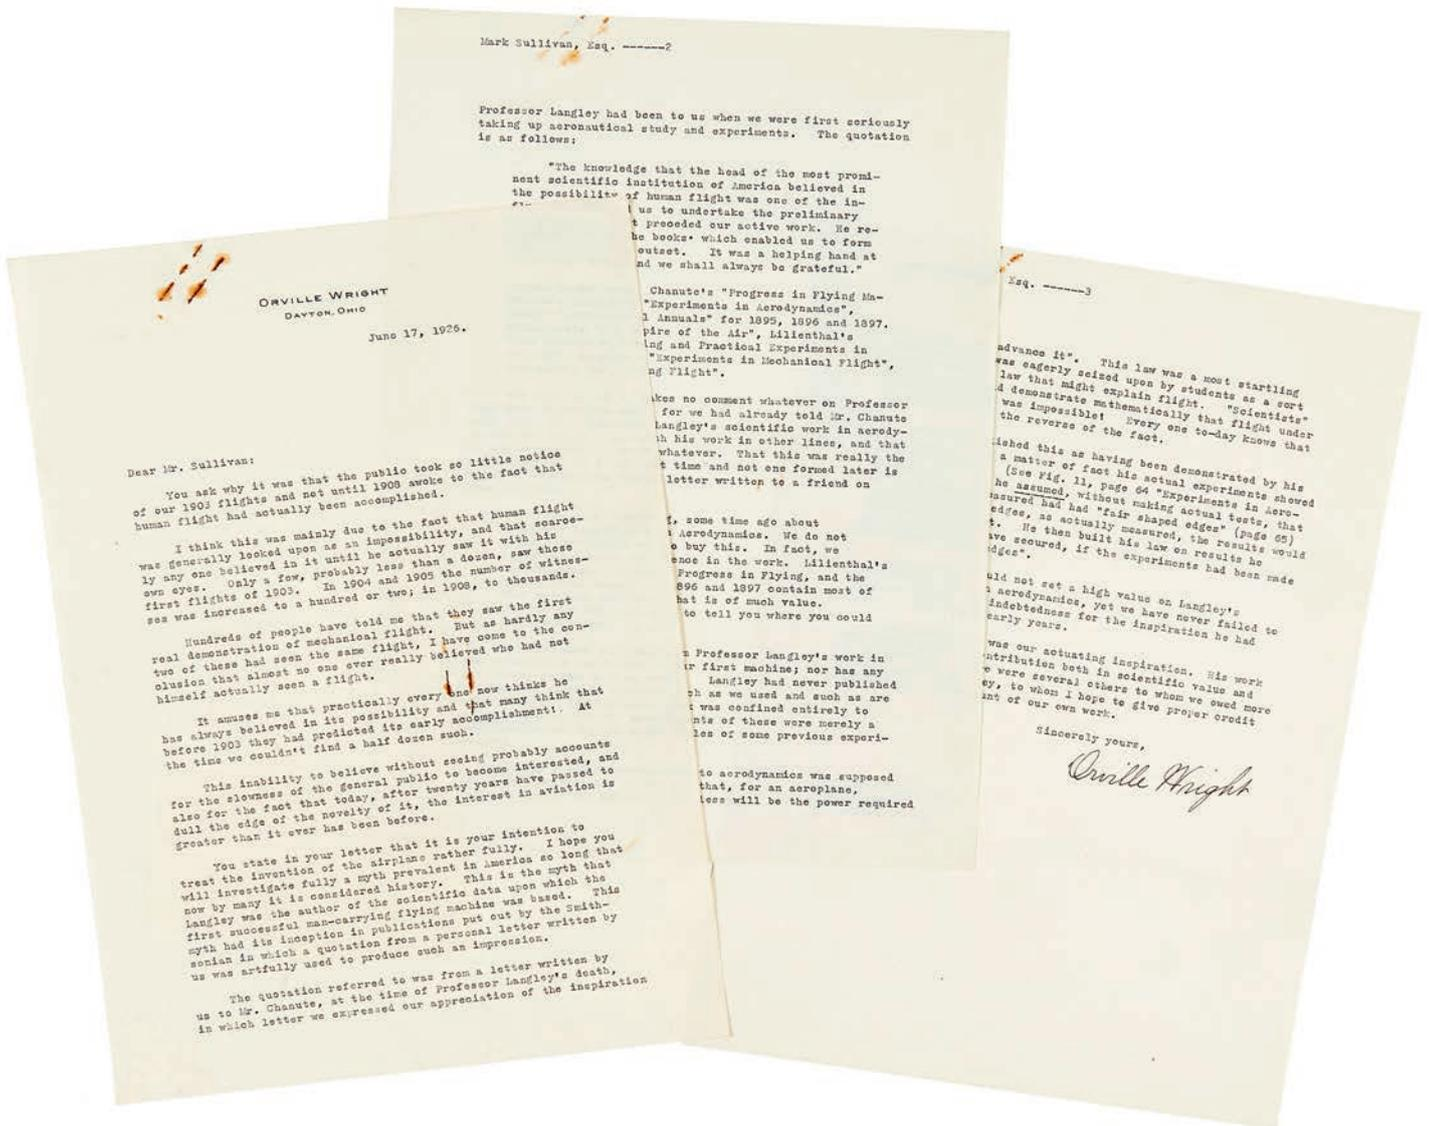 ORVILLE WRIGHT
DAYTON, OHIO
June 17, 1926.
Dear Mr. Sullivan:
You ask why it was that the public took so little notice
of our 1903 flights and not until 1908 awoke to the fact that
human flight had actually been accomplished.
I think this was mainly due to the fact that human flight
was generally looked upon as an impossibility, and that scarce-
ly any one believed in it until he actually saw it with his
own eyes. Only a few, probably less than a dozen, saw these
first flights of 1903. In 1904 and 1905 the number of witnes-
ses was increased to a hundred or two; in 1908, to thousands.
Hundreds of people have told me that they saw the first
real demonstration of mechanical flight. But as hardly any
two of these had seen the same flight, I have come to the con-
clusion that almost no one ever really believed who had not
himself actually seen a flight.
It amuses me that practically every one now thinks he
has always believed in its possibility and that many think that
before 1903 they had predicted its early accomplishment!. At
the time we couldn't find a half dozen such.
This inability to believe without seeing probably accounts
for the slowness of the general public to become interested, and
also for the fact that today, after twenty years have passed to
dull the edge of the novelty of it, the interest in aviation is
greater than it ever has been before.
You state in your letter that it is your intention to
treat the invention of the airplane rather fully. I hope you
will investigate fully a myth prevalent in America so long that
now by many it is considered history. This is the myth that
Langley was the author of the scientific data upon which the
first successful man-carrying flying machine was based. This
myth had its inception in publications put out by the Smith-
sonian in which a quotation from a personal letter written by
us was artfully used to produce such an impression.
The quotation referred to was from a letter written by
us to Mr. Chanute, at the time of Professor Langley's death,
in which letter we expressed our appreciation of the inspiration
Mark Sullivan, Esq. ------2
Professor Langley had been to us when we were first seriously
taking up aeronautical study and experiments. The quotation
is as follows:
"The knowledge that the head of the most promi-
nent scientific institution of America believed in
the possibility of human flight was one of the in-
us to undertake the preliminary
t preceded our active work. He re-
he books* which enabled us to form
outset. It was a helping hand at
nd we shall always be grateful."
Chanute's "Progress in Flying Ma-
"Experiments in Aerodynamics",
l Annuals" for 1895, 1896 and 1897.
pire of the Air", Lilienthal's
ing and Practical Experiments in
"Experiments in Mechanical Flight",
ng Flight".
akes no comment whatever on Professor
for we had already told Mr. Chanute
Langley's scientific work in aerody-
h his work in other lines, and that
whatever. That this was really the
t time and not one formed later is
letter written to a friend on
, some time ago about
Aerodynamics. We do not
o buy this. In fact, we
ence in the work. Lilienthal's
Progress in Flying, and the
896 and 1897 contain most of
hat is of much value.
to tell you where you could
n Professor Langley's work in
ur first machine; nor has any
Langley had never published
ch as we used and such as are
was confined entirely to
nts of these were merely a
les of some previous experi-
to aerodynamics was supposed
that, for an aeroplane,
less will be the power required
Esq. ------3
advance it". This law was a most startling
was eagerly seized upon by students as a sort
law that might explain flight. "Scientists"
d demonstrate mathematically that flight under
was impossible! Every one to-day knows that
the reverse of the fact.
ished this as having been demonstrated by his
a matter of fact his actual experiments showed
(See Fig. 11, page 64 "Experiments in Aero-
he assumed, without making actual tests, that
asured had had "fair shaped edges" (page 65)
edges, as actually measured, the results would
t. He then built his law on results he
ave secured, if the experiments had been made
edges".
uld not set a high value on Langley's
n aerodynamics, yet we have never failed to
indebtedness for the inspiration he had
early years.
was our actuating inspiration. His work
ntribution both in scientific value and
e were several others to whom we owed more
ey, to whom I hope to give proper credit
nt of our own work.
Sincerely yours,
Orville Wright